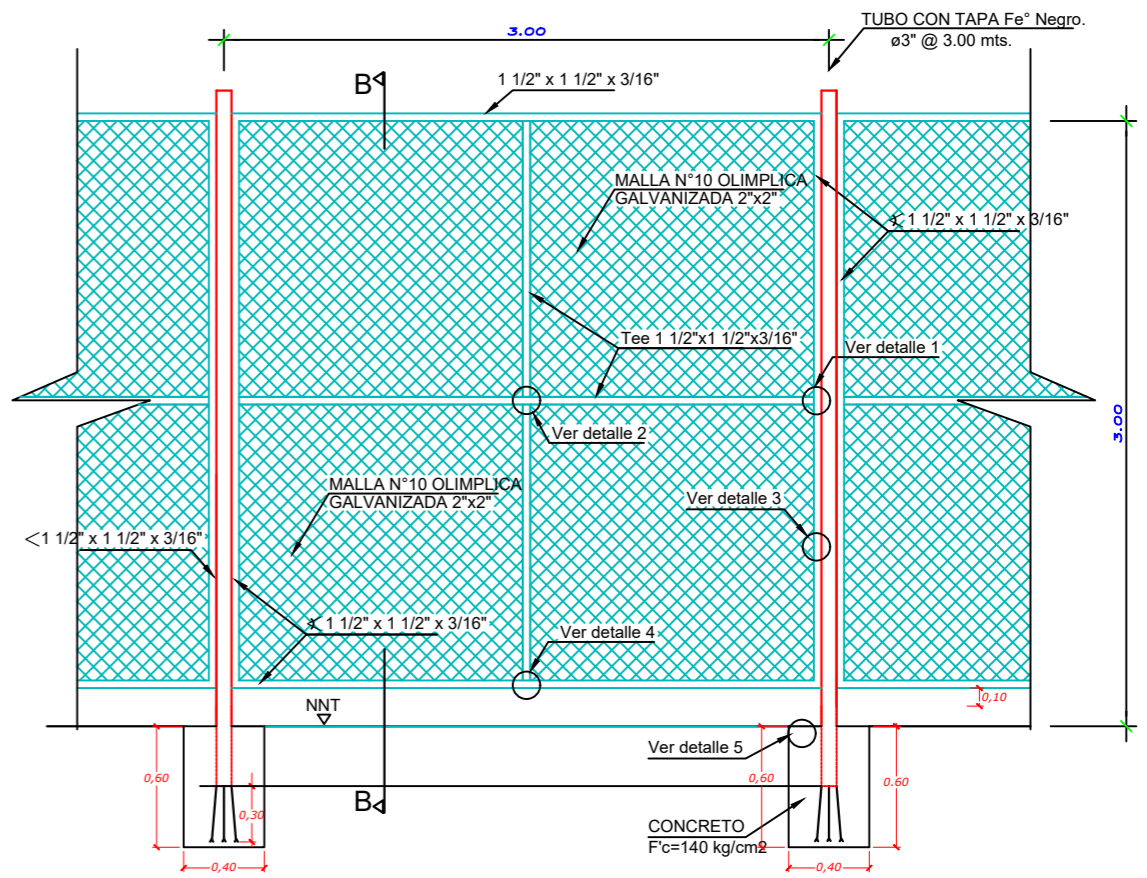 TUBO CON TAPA Fe° Negro.
ø3" @ 3.00 mts.
3.00
B
1 1/2" x 1 1/2" x 3/16"
MALLA N°10 OLIMPLICA
GALVANIZADA 2"x2"
∢ 1 1/2" x 1 1/2" x 3/16"
Tee 1 1/2"x1 1/2"x3/16"
Ver detalle 1
3.00
Ver detalle 2
MALLA N°10 OLIMPLICA
GALVANIZADA 2"x2"
Ver detalle 3
<1 1/2" x 1 1/2" x 3/16"
∢ 1 1/2" x 1 1/2" x 3/16"
Ver detalle 4
0,10
NNT
Ver detalle 5
0,60
0,30
0,60
0.60
B
CONCRETO
F'c=140 kg/cm2
0,40
0,40